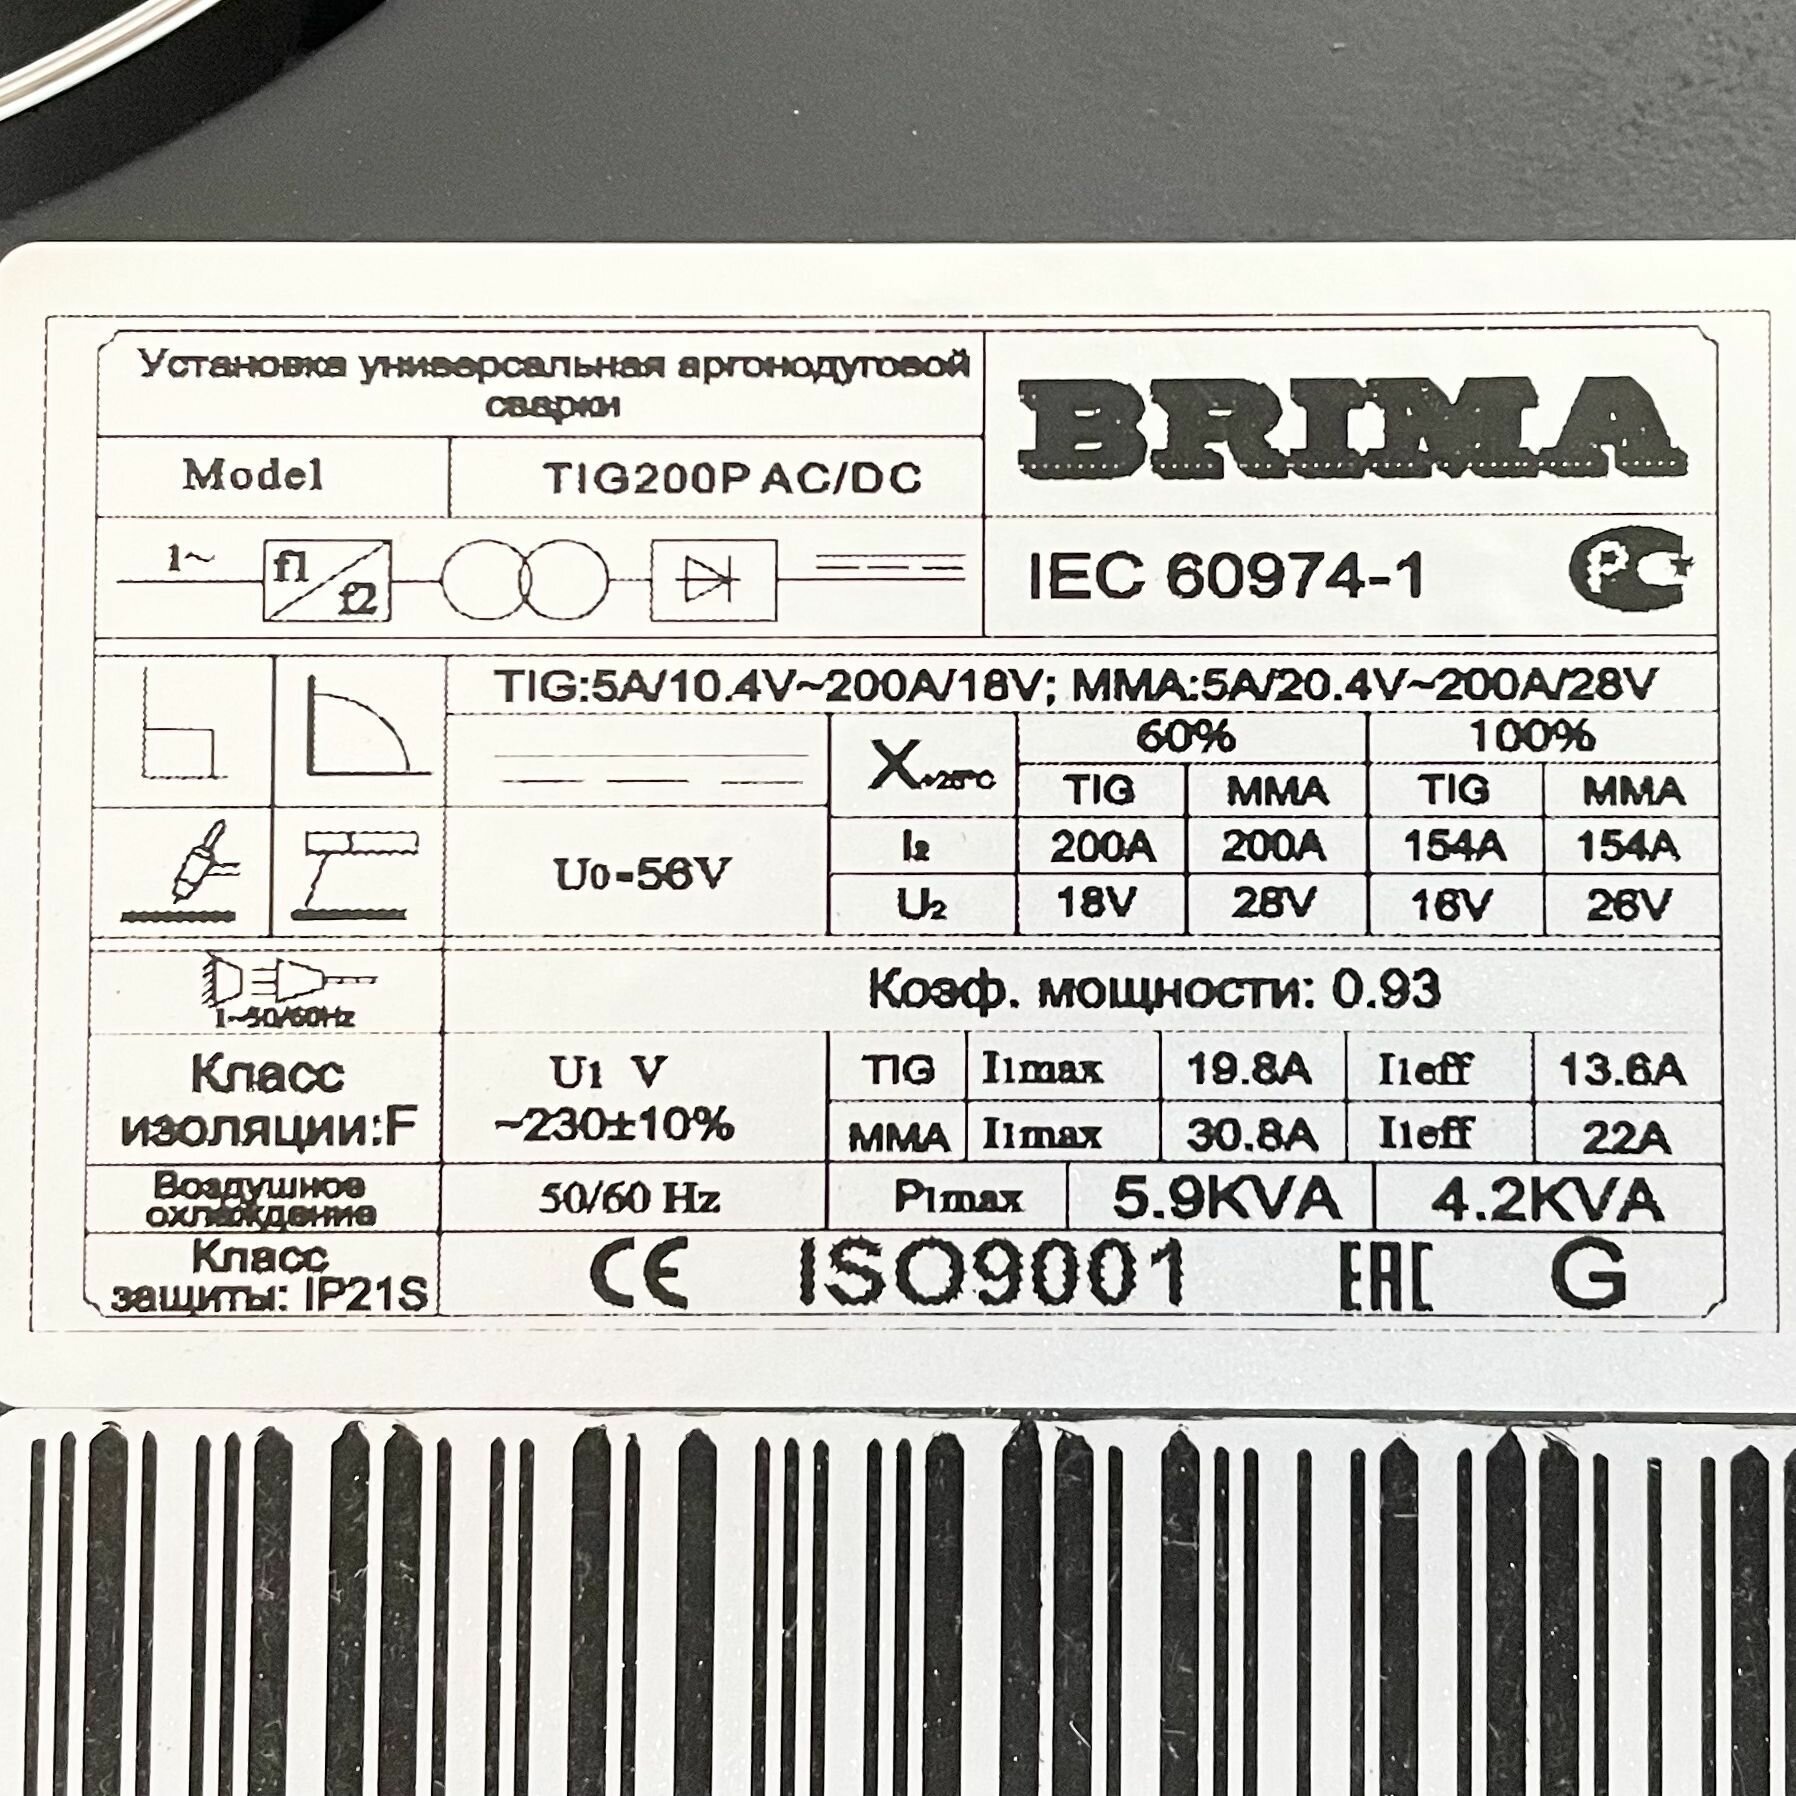 Установка универсальная аргонодуговой
сварки
BRIMA
Model
TIG200P AC/DC
1~
f1
f2
IEC 60974-1
TIG:5A/10.4V~200A/18V; MMA:5A/20.4V~200A/28V
X
60%
100%
TIG
MMA
TIG
MMA
U0=56V
I2
200A
200A
154A
154A
U2
18V
28V
16V
26V
1~50/60Hz
Коэф. мощности: 0.93
Класс
изоляции:F
U1 V
~230±10%
TIG
I1max
19.8A
I1eff
13.6A
MMA
I1max
30.8A
I1eff
22A
Воздушное
охлаждение
50/60 Hz
P1max
5.9KVA
4.2KVA
Класс
защиты: IP21S
CE
ISO9001
EAC
G